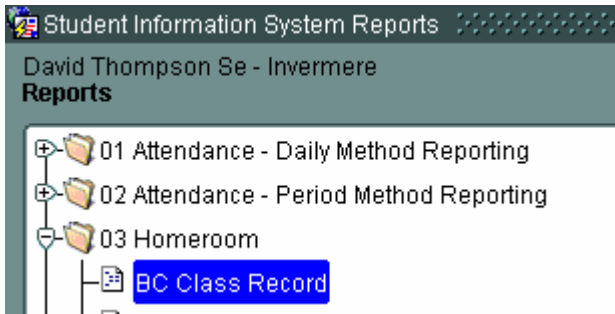 Student Information System Reports
David Thompson Se - Invermere
Reports
01 Attendance - Daily Method Reporting
02 Attendance - Period Method Reporting
03 Homeroom
BC Class Record